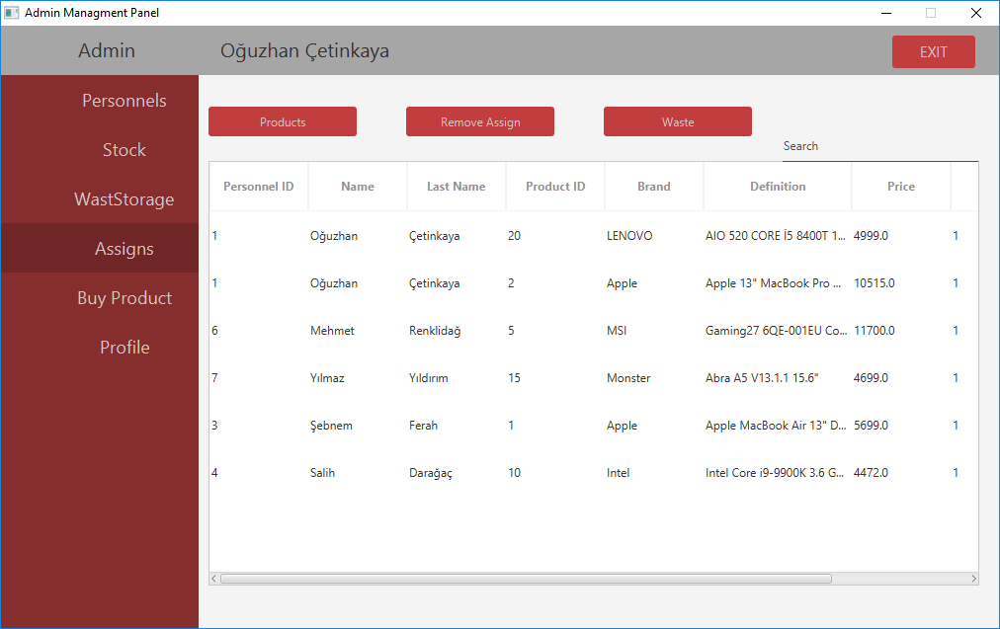 Admin Managment Panel
Admin Oğuzhan Çetinkaya EXIT
Personnels
Stock
WastStorage
Assigns
Buy Product
Profile
Products Remove Assign Waste
Search
Personnel ID Name Last Name Product ID Brand Definition Price
1 Oğuzhan Çetinkaya 20 LENOVO AIO 520 CORE İ5 8400T 1... 4999.0 1
1 Oğuzhan Çetinkaya 2 Apple Apple 13" MacBook Pro ... 10515.0 1
6 Mehmet Renklidağ 5 MSI Gaming27 6QE-001EU Co... 11700.0 1
7 Yılmaz Yıldırım 15 Monster Abra A5 V13.1.1 15.6" 4699.0 1
3 Şebnem Ferah 1 Apple Apple MacBook Air 13" D... 5699.0 1
4 Salih Darağaç 10 Intel Intel Core i9-9900K 3.6 G... 4472.0 1